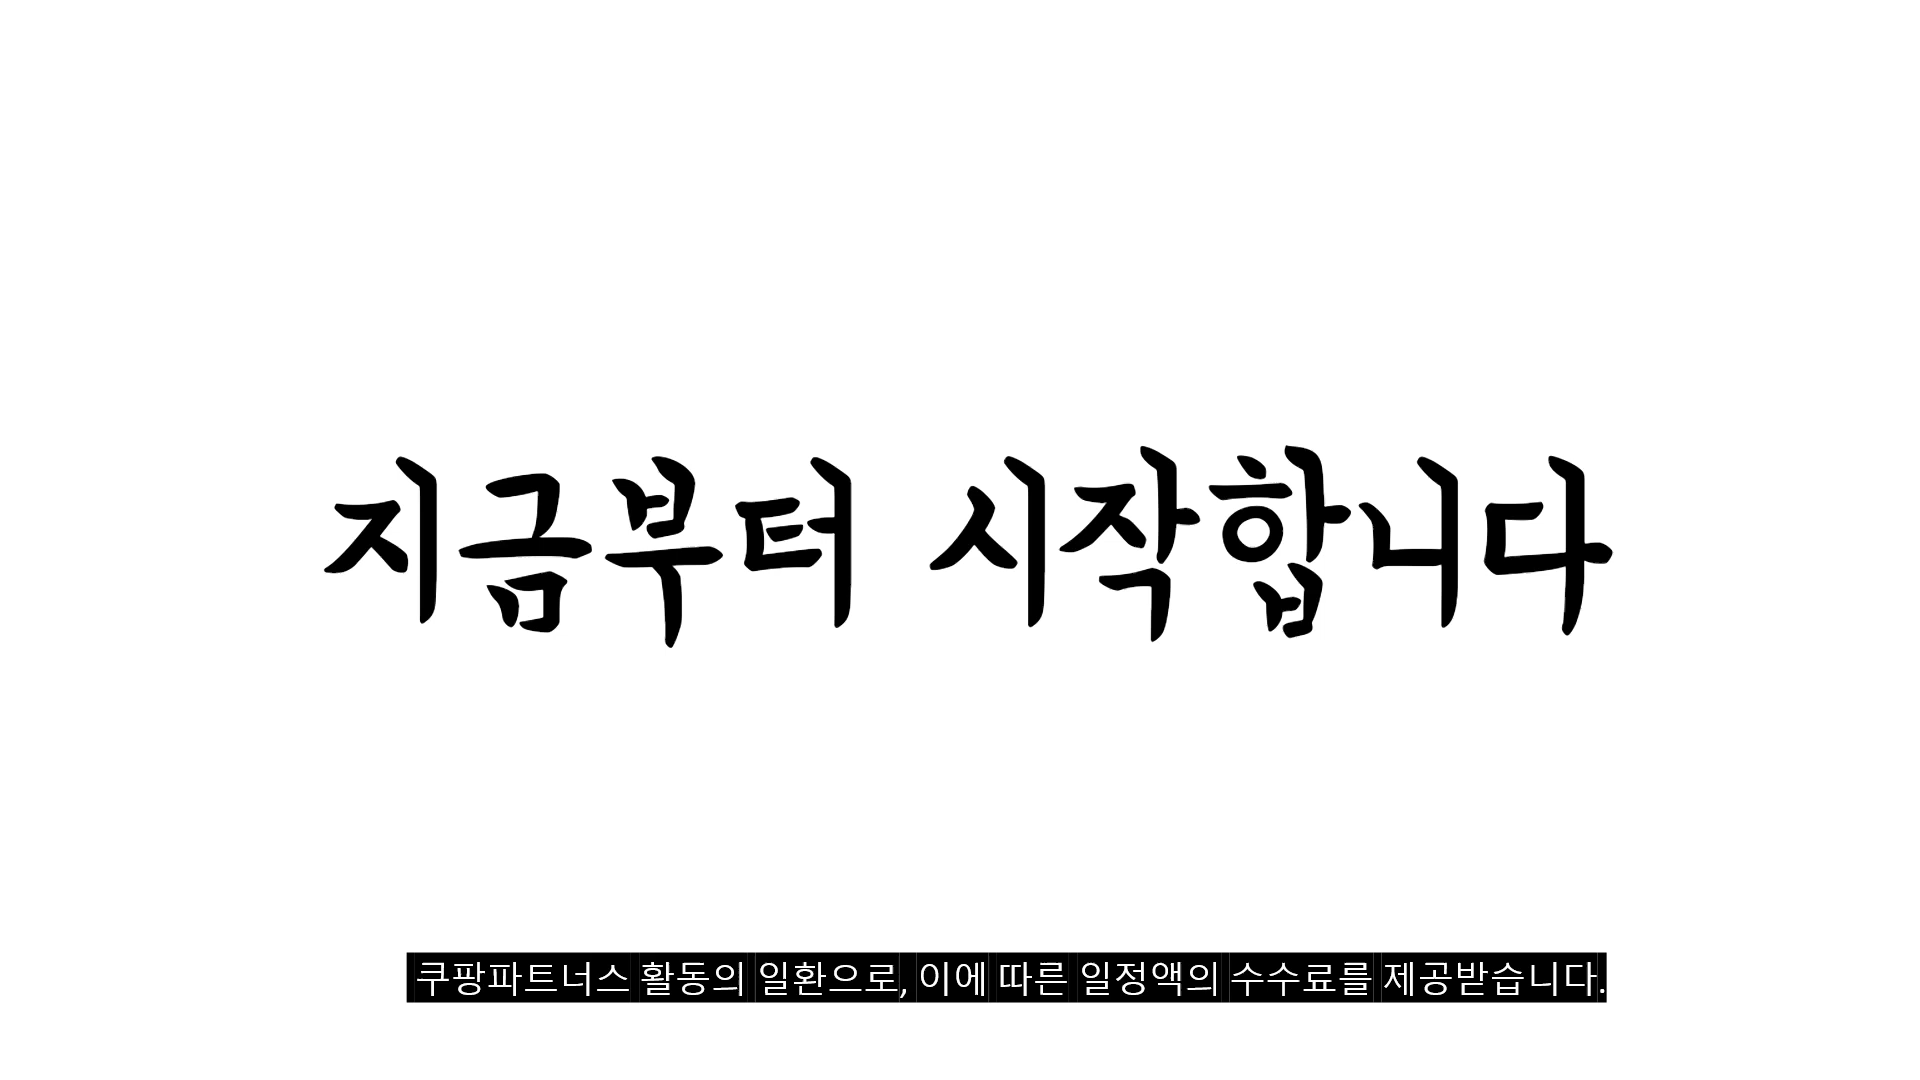 지금부터 시작합니다
쿠팡파트너스 활동의 일환으로, 이에 따른 일정액의 수수료를 제공받습니다.